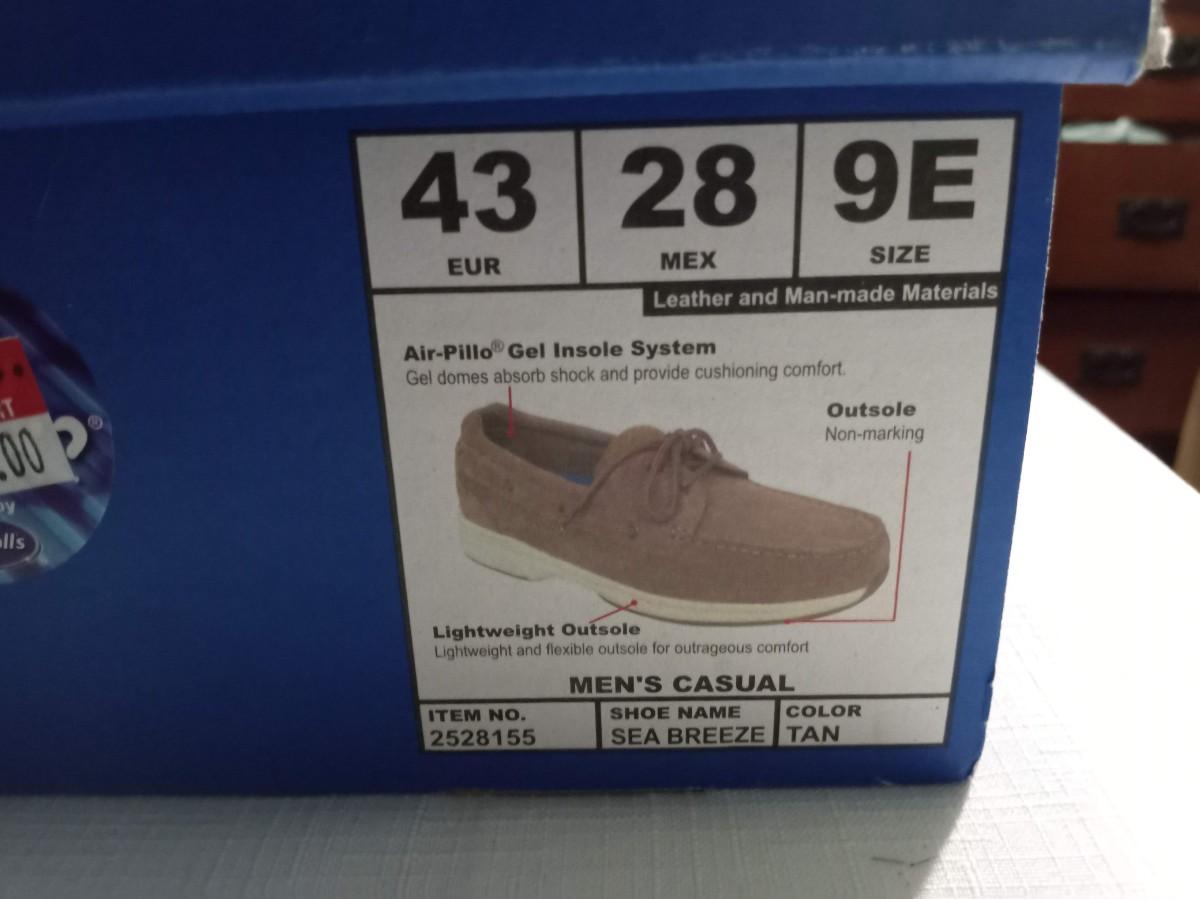 43
EUR
28
MEX
9E
SIZE
Leather and Man-made Materials
Air-Pillo® Gel Insole System
Gel domes absorb shock and provide cushioning comfort.
Outsole
Non-marking
Lightweight Outsole
Lightweight and flexible outsole for outrageous comfort
MEN'S CASUAL
ITEM NO.
2528155
SHOE NAME
SEA BREEZE
COLOR
TAN
.00
®